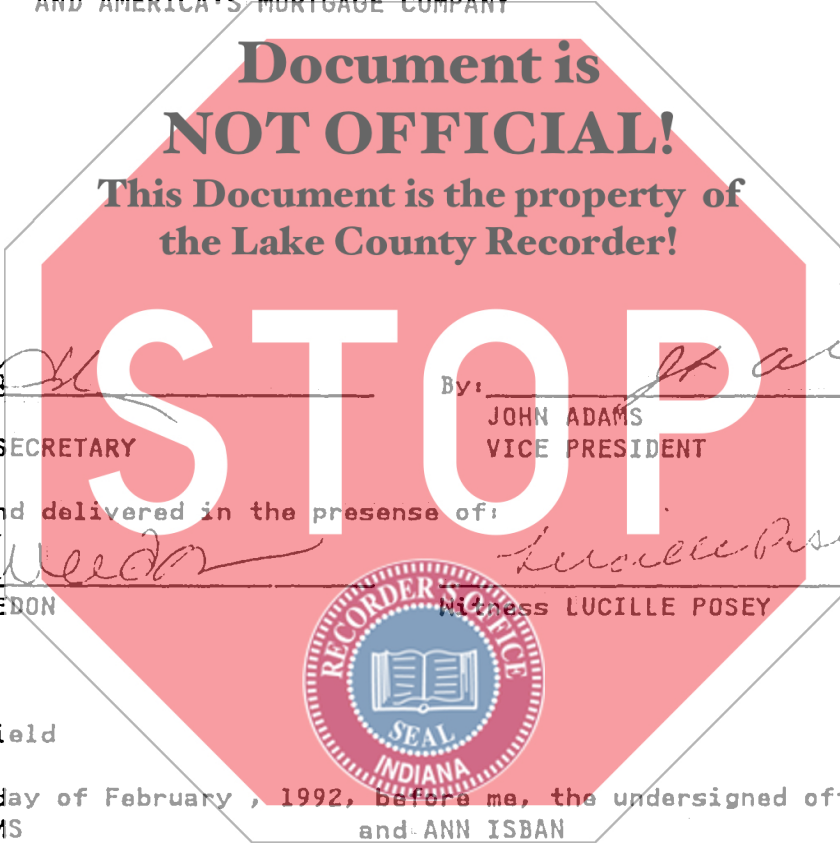 AND AMERICA'S MORTGAGE COMPANY
Document is
NOT OFFICIAL!
This Document is the property of
the Lake County Recorder!
STOP
By:
JOHN ADAMS
SECRETARY VICE PRESIDENT
nd delivered in the presense of:
EDON Witness LUCILLE POSEY
RECORDER'S OFFICE
SEAL
INDIANA
ield
day of February , 1992, before me, the undersigned off
MS and ANN ISBAN